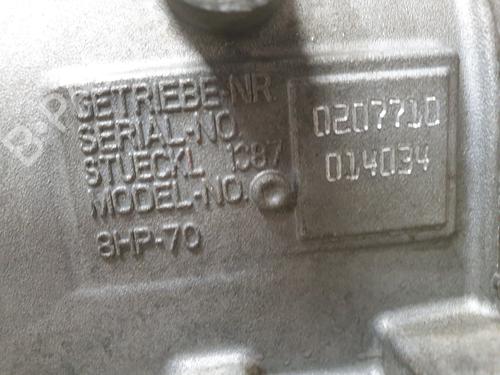 GETRIEBE-NR.
SERIAL-NO.
STUECKL 1087
MODEL-NO.
8HP-70
0207710
014034